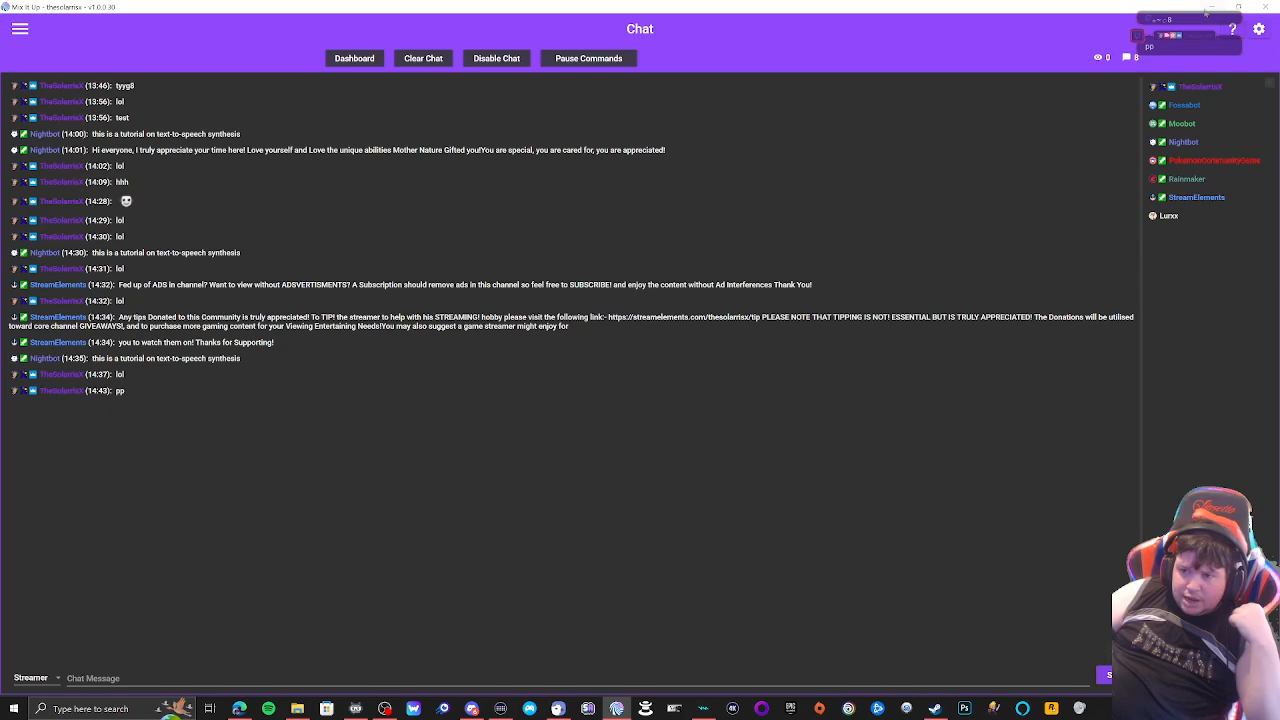 Mix It Up - thesolarrisx - v1.0.0.30
Chat
8
pp
?
Dashboard
Clear Chat
Disable Chat
Pause Commands
0
8
TheSolarrisX (13:46): tyyg8
TheSolarrisX (13:56): lol
TheSolarrisX (13:56): test
Nightbot (14:00): this is a tutorial on text-to-speech synthesis
Nightbot (14:01): Hi everyone, I truly appreciate your time here! Love yourself and Love the unique abilities Mother Nature Gifted you!You are special, you are cared for, you are appreciated!
TheSolarrisX (14:02): lol
TheSolarrisX (14:09): hhh
TheSolarrisX (14:28):
TheSolarrisX (14:29): lol
TheSolarrisX (14:30): lol
Nightbot (14:30): this is a tutorial on text-to-speech synthesis
TheSolarrisX (14:31): lol
StreamElements (14:32): Fed up of ADS in channel? Want to view without ADSVERTISMENTS? A Subscription should remove ads in this channel so feel free to SUBSCRIBE! and enjoy the content without Ad Interferences Thank You!
TheSolarrisX (14:32): lol
StreamElements (14:34): Any tips Donated to this Community is truly appreciated! To TIP! the streamer to help with his STREAMING! hobby please visit the following link:- https://streamelements.com/thesolarrisx/tip PLEASE NOTE THAT TIPPING IS NOT! ESSENTIAL BUT IS TRULY APPRECIATED! The Donations will be utilised
toward core channel GIVEAWAYS!, and to purchase more gaming content for your Viewing Entertaining Needs!You may also suggest a game streamer might enjoy for
StreamElements (14:34): you to watch them on! Thanks for Supporting!
Nightbot (14:35): this is a tutorial on text-to-speech synthesis
TheSolarrisX (14:37): lol
TheSolarrisX (14:43): pp
TheSolarrisX
Fossabot
Moobot
Nightbot
PokemonCommunityGame
Rainmaker
StreamElements
Lurxx
Streamer
Chat Message
S
Type here to search